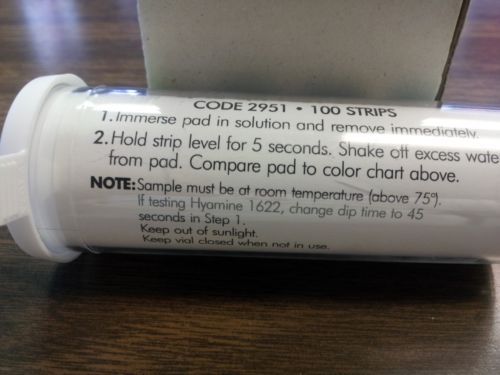 CODE 2951 • 100 STRIPS
1. Immerse pad in solution and remove immediately.
2. Hold strip level for 5 seconds. Shake off excess wate
from pad. Compare pad to color chart above.
NOTE: Sample must be at room temperature (above 75°).
If testing Hyamine 1622, change dip time to 45
seconds in Step 1.
Keep out of sunlight.
Keep vial closed when not in use.